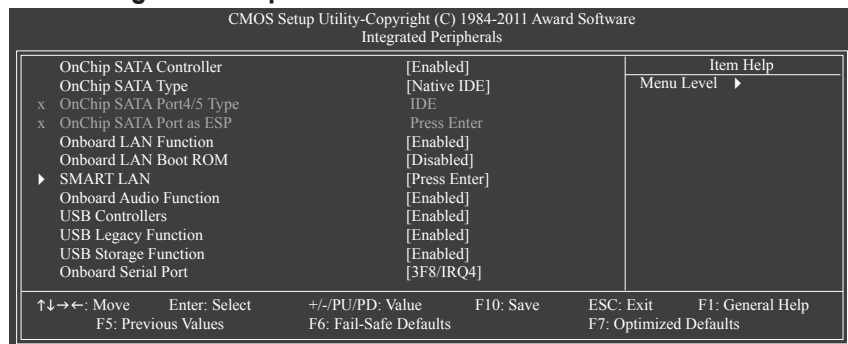 CMOS Setup Utility-Copyright (C) 1984-2011 Award Software
Integrated Peripherals
OnChip SATA Controller [Enabled]
OnChip SATA Type [Native IDE]
x OnChip SATA Port4/5 Type IDE
x OnChip SATA Port as ESP Press Enter
Onboard LAN Function [Enabled]
Onboard LAN Boot ROM [Disabled]
▶ SMART LAN [Press Enter]
Onboard Audio Function [Enabled]
USB Controllers [Enabled]
USB Legacy Function [Enabled]
USB Storage Function [Enabled]
Onboard Serial Port [3F8/IRQ4]
Item Help
Menu Level ▶
↑↓→←: Move Enter: Select +/-/PU/PD: Value F10: Save ESC: Exit F1: General Help
F5: Previous Values F6: Fail-Safe Defaults F7: Optimized Defaults